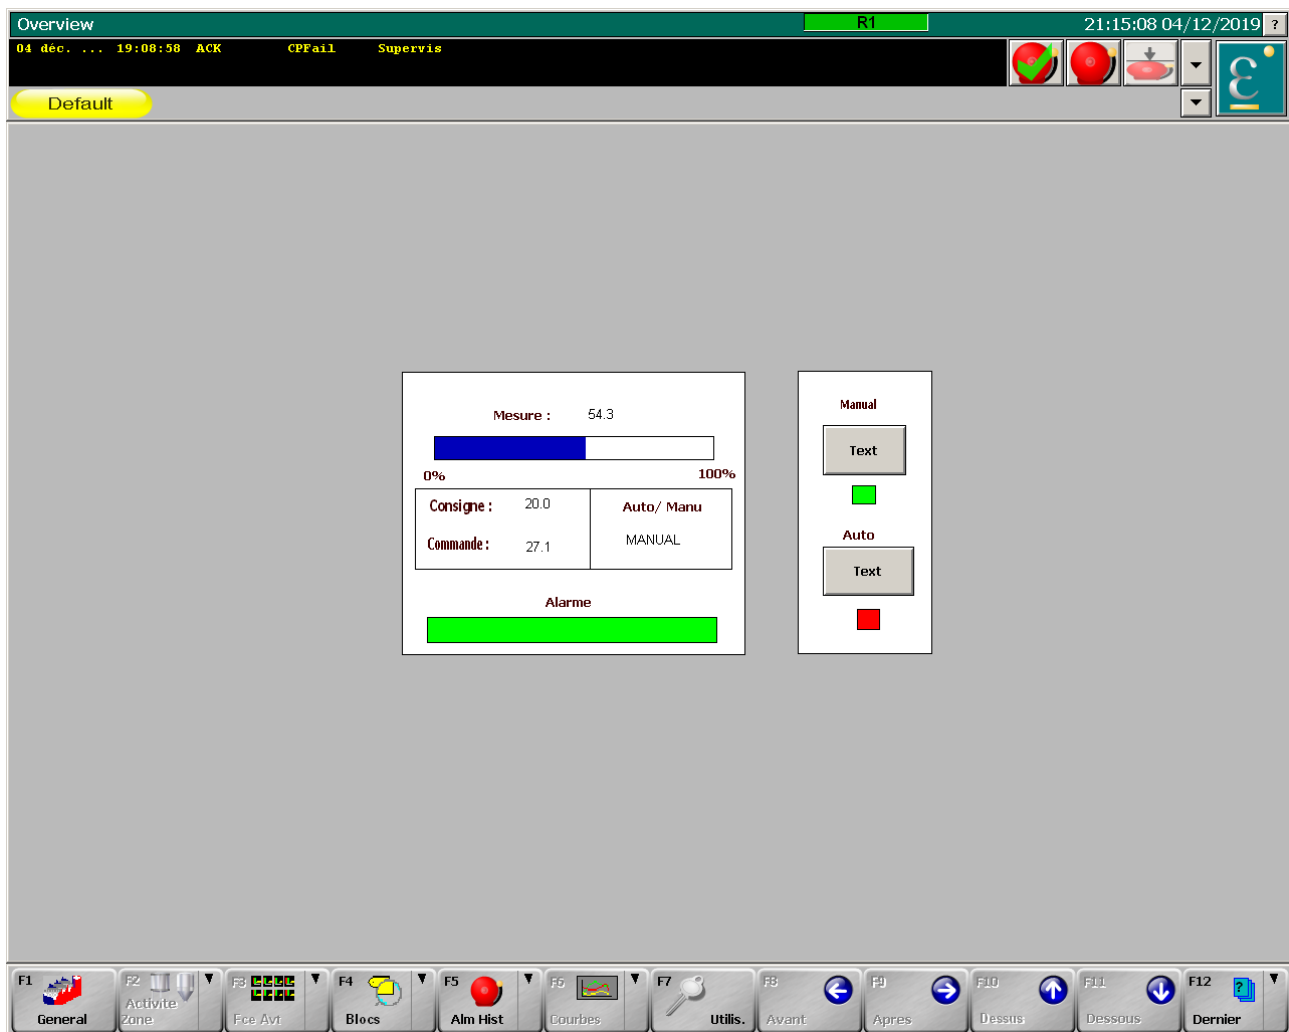 Overview R1 21:15:08 04/12/2019 ?
04 déc. ... 19:08:58 ACK CPFail Supervis
Default
Mesure : 54.3
0% 100%
Consigne : 20.0 Auto/ Manu
Commande : 27.1 MANUAL
Alarme
Manual
Text
Auto
Text
F1 General
F2 Activite Zone
F3 Fce Avt
F4 Blocs
F5 Alm Hist
F6 Courbes
F7 Utilis.
F8 Avant
F9 Apres
F10 Dessus
F11 Dessous
F12 Dernier